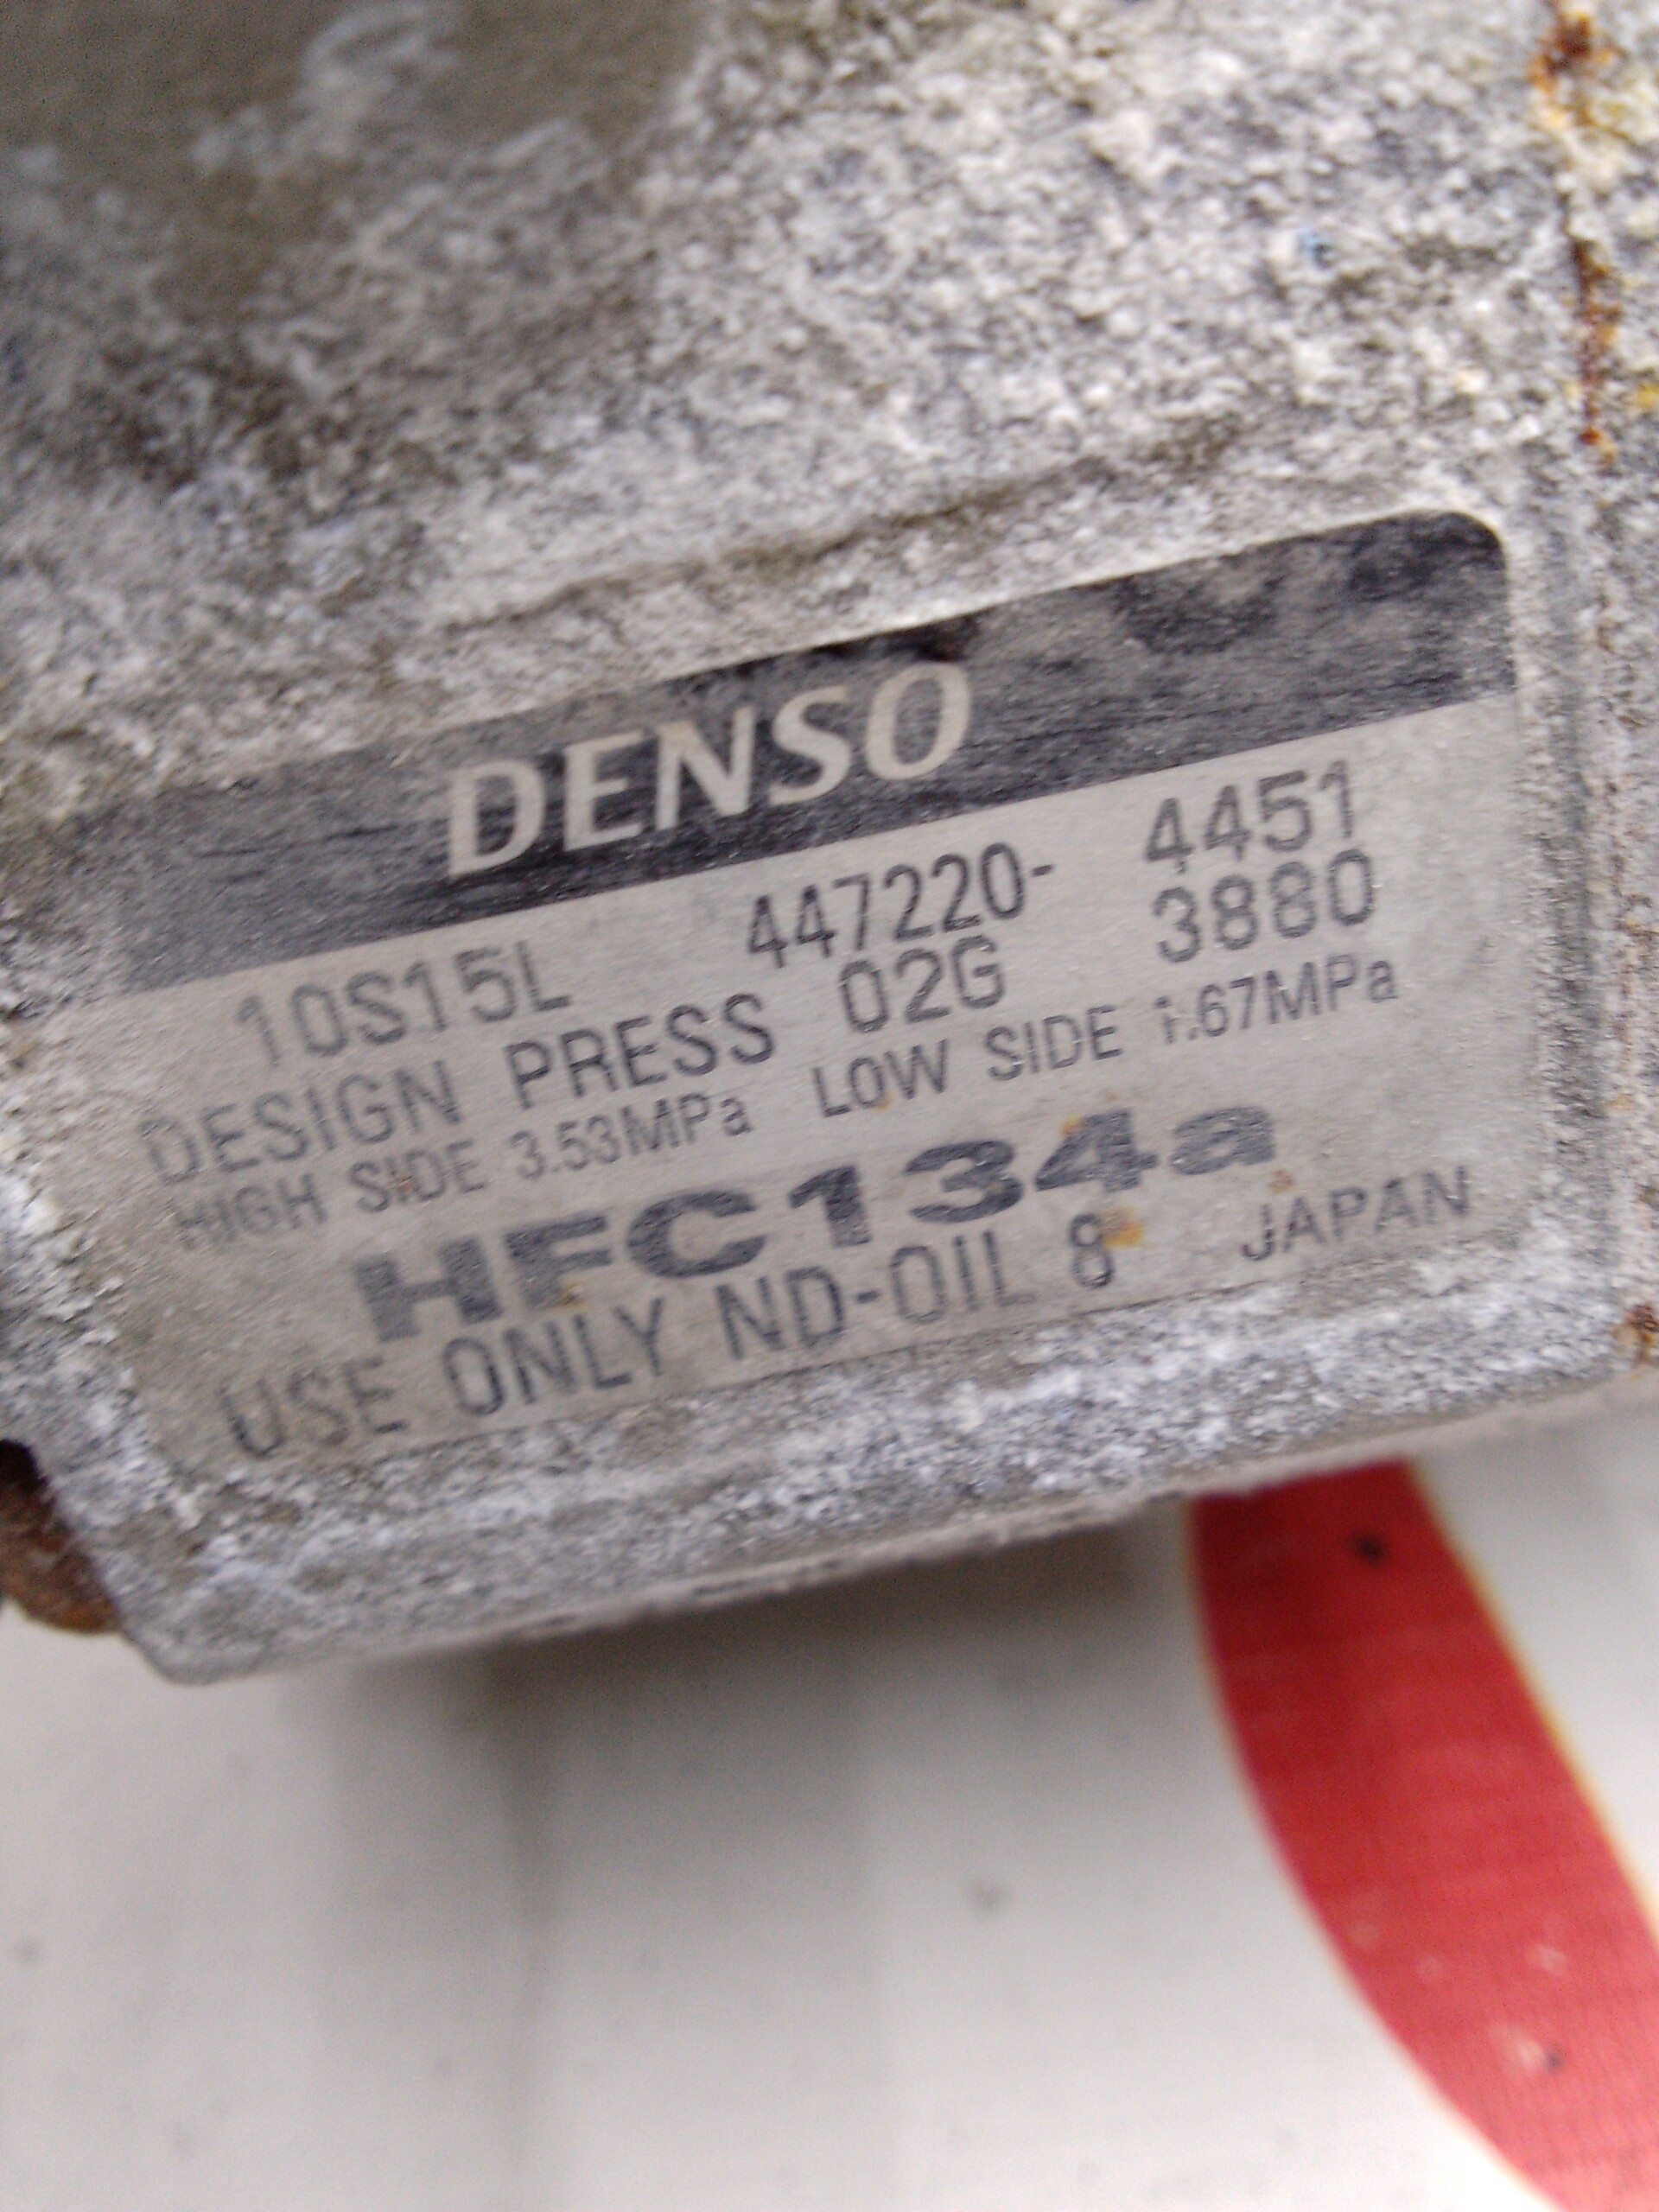 DENSO
10S15L 447220- 4451
DESIGN PRESS 02G 3880
HIGH SIDE 3.53MPa LOW SIDE 1.67MPa
HFC134a
USE ONLY ND-OIL 8 JAPAN